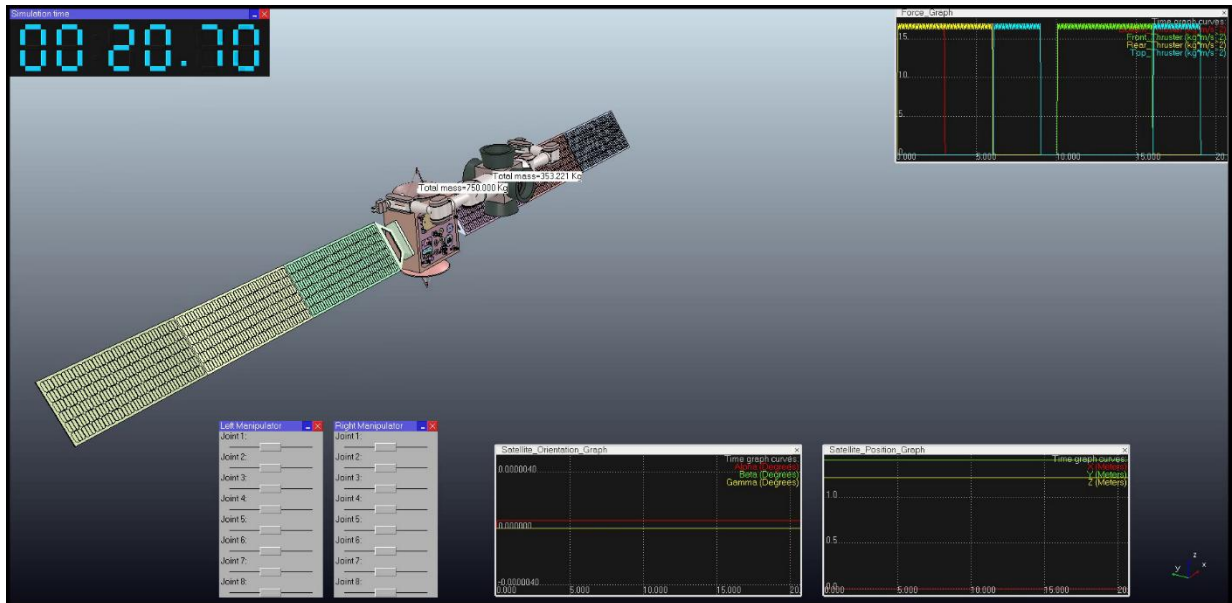 Simulation time
00 20.70
Force_Graph
Time graph curves:
Front_Thruster (kg*m/s^2)
Rear_Thruster (kg*m/s^2)
Top_Thruster (kg*m/s^2)
15.
10.
5
0
0.000 5.000 10.000 15.000 20.
Total mass=353.221 Kg
Total mass=750.000 Kg
Left Manipulator
Joint 1:
Joint 2:
Joint 3:
Joint 4:
Joint 5:
Joint 6:
Joint 7:
Joint 8:
Right Manipulator
Joint 1:
Joint 2:
Joint 3:
Joint 4:
Joint 5:
Joint 6:
Joint 7:
Joint 8:
Satellite_Orientation_Graph
Time graph curves:
Alpha (Degrees)
Beta (Degrees)
Gamma (Degrees)
0.0000040
0.000000
-0.0000040
0.000 5.000 10.000 15.000 20.
Satellite_Position_Graph
Time graph curves:
X (Meters)
Y (Meters)
Z (Meters)
1.0
0.5
0.0
0.000 5.000 10.000 15.000 20.
z
y x